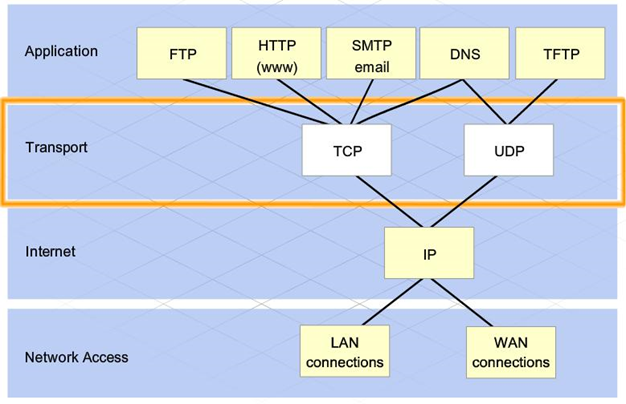 Application
FTP
HTTP
(www)
SMTP
email
DNS
TFTP
Transport
TCP
UDP
Internet
IP
Network Access
LAN
connections
WAN
connections